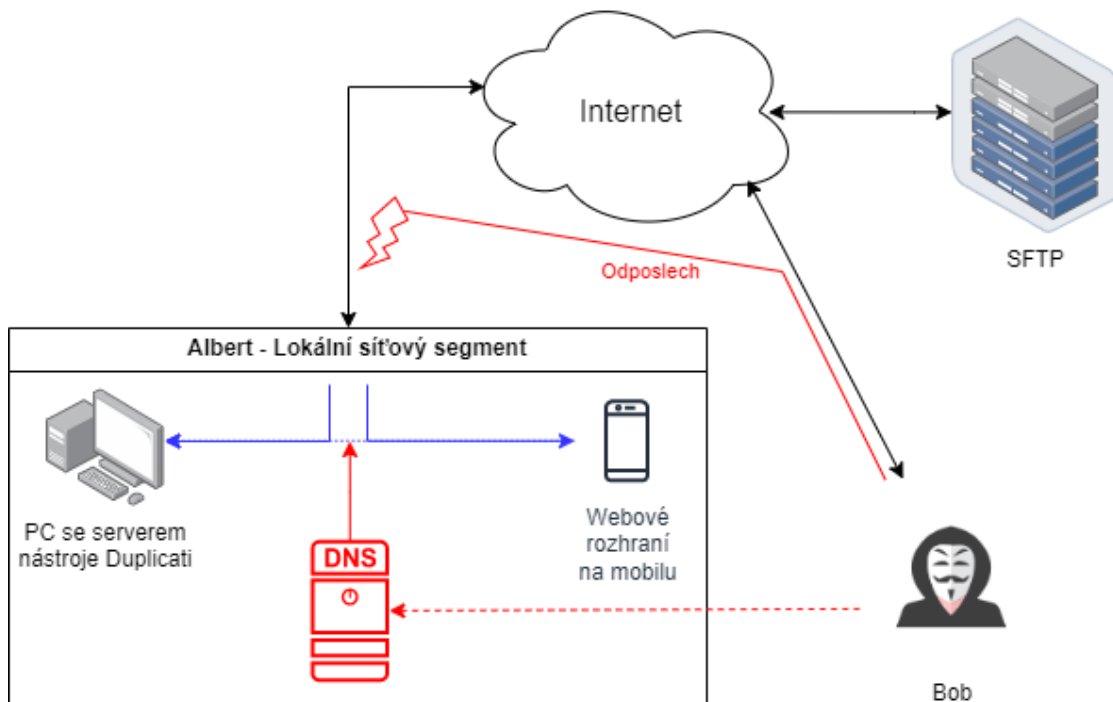 Internet
SFTP
Odposlech
Albert - Lokální síťový segment
PC se serverem
nástroje Duplicati
Webové
rozhraní
na mobilu
DNS
Bob